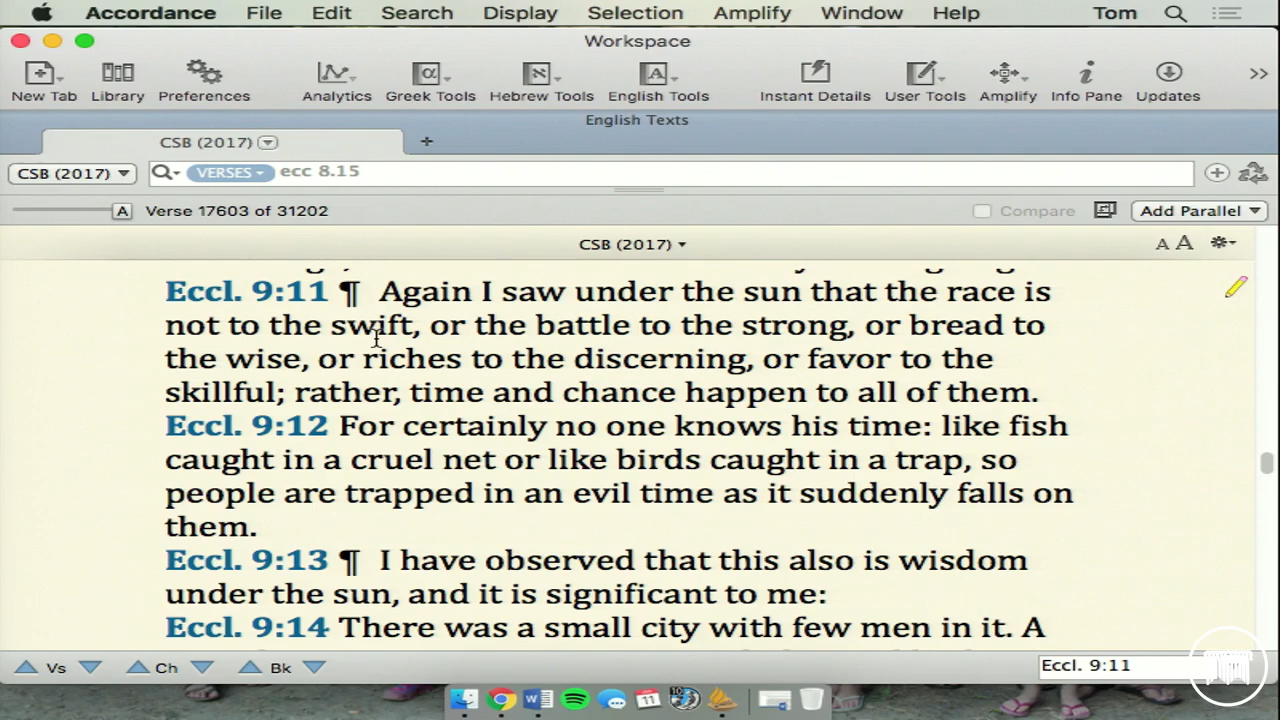 Accordance File Edit Search Display Selection Amplify Window Help Tom
Workspace
New Tab Library Preferences Analytics Greek Tools Hebrew Tools English Tools Instant Details User Tools Amplify Info Pane Updates
English Texts
CSB (2017)
CSB (2017) VERSES ecc 8.15
A Verse 17603 of 31202 Compare Add Parallel
CSB (2017) A A
Eccl. 9:11 ¶ Again I saw under the sun that the race is
not to the swift, or the battle to the strong, or bread to
the wise, or riches to the discerning, or favor to the
skillful; rather, time and chance happen to all of them.
Eccl. 9:12 For certainly no one knows his time: like fish
caught in a cruel net or like birds caught in a trap, so
people are trapped in an evil time as it suddenly falls on
them.
Eccl. 9:13 ¶ I have observed that this also is wisdom
under the sun, and it is significant to me:
Eccl. 9:14 There was a small city with few men in it. A
Vs Ch Bk Eccl. 9:11
W 11 10